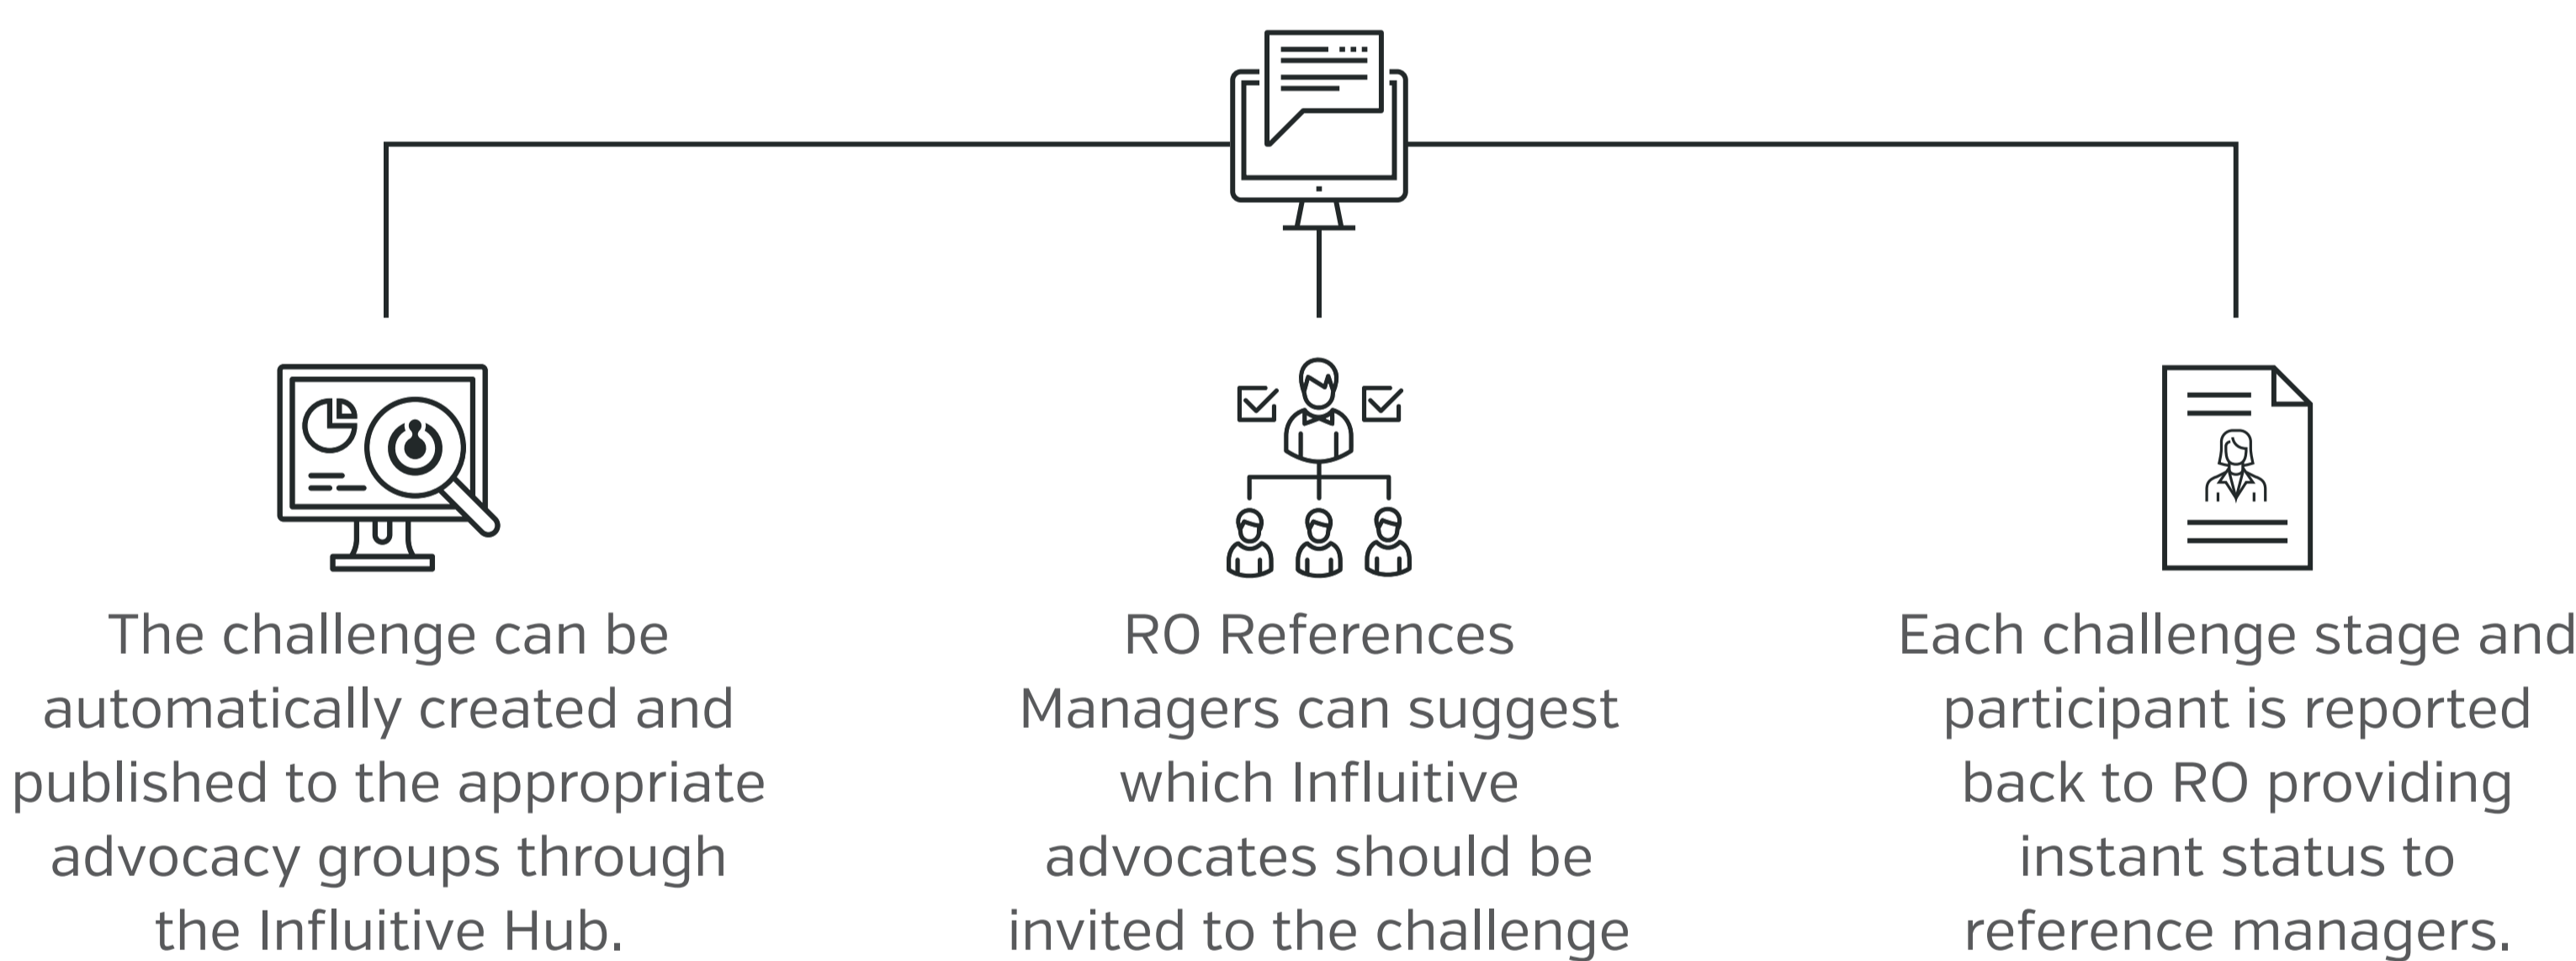 The challenge can be
automatically created and
published to the appropriate
advocacy groups through
the Influitive Hub.
RO References
Managers can suggest
which Influitive
advocates should be
invited to the challenge
Each challenge stage and
participant is reported
back to RO providing
instant status to
reference managers.